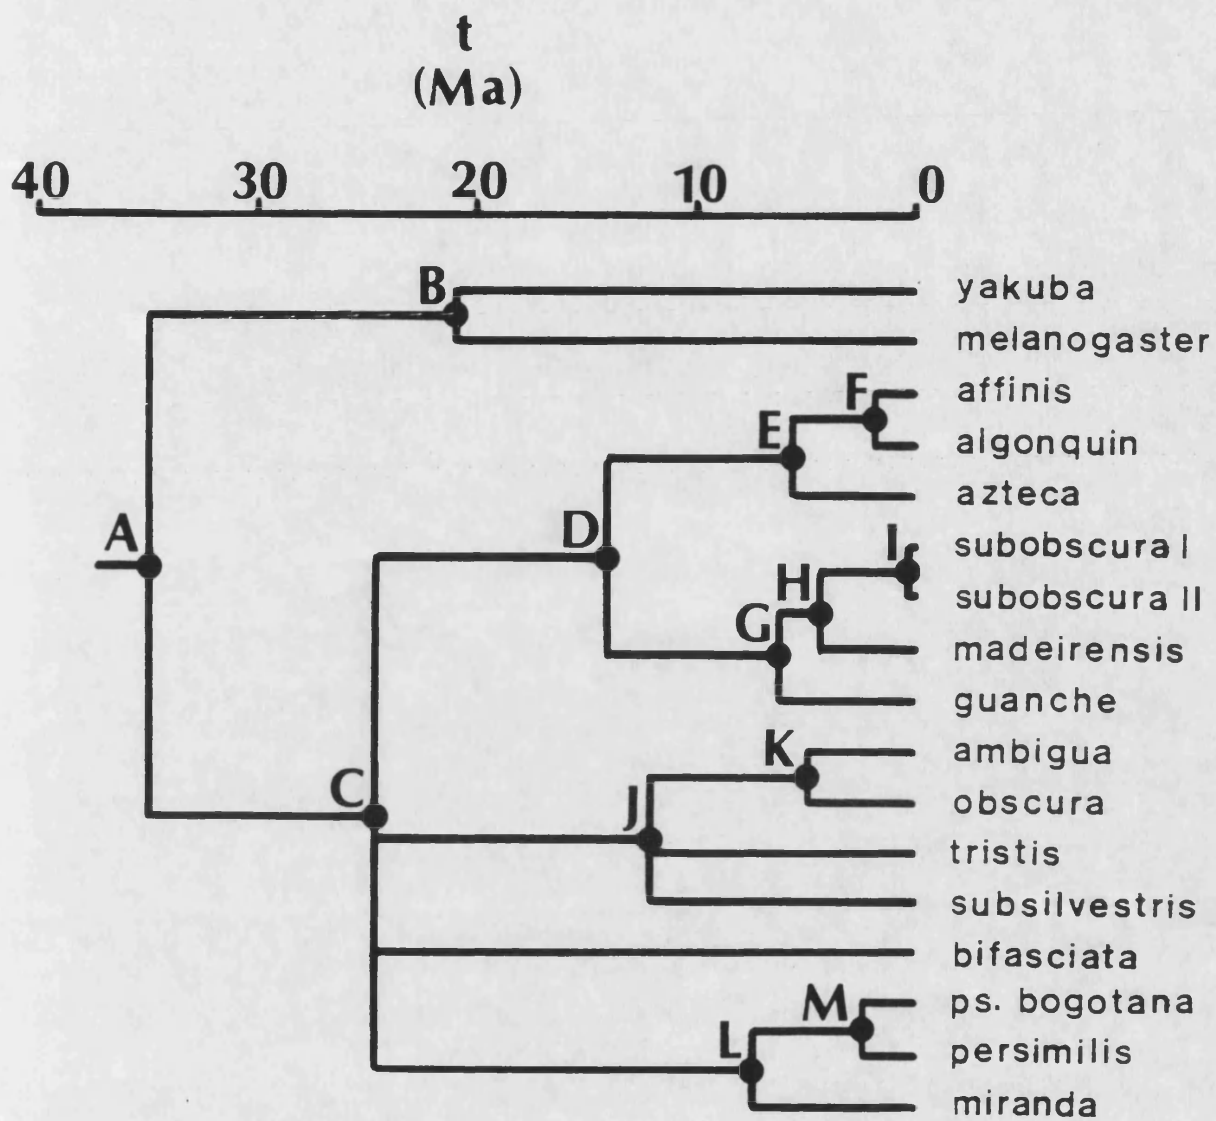 t
(Ma)
40 30 20 10 0
B yakuba
melanogaster
F affinis
E algonquin
azteca
A D I subobscura I
H subobscura II
G madeirensis
guanche
K ambigua
C J obscura
tristis
subsilvestris
bifasciata
M ps. bogotana
L persimilis
miranda